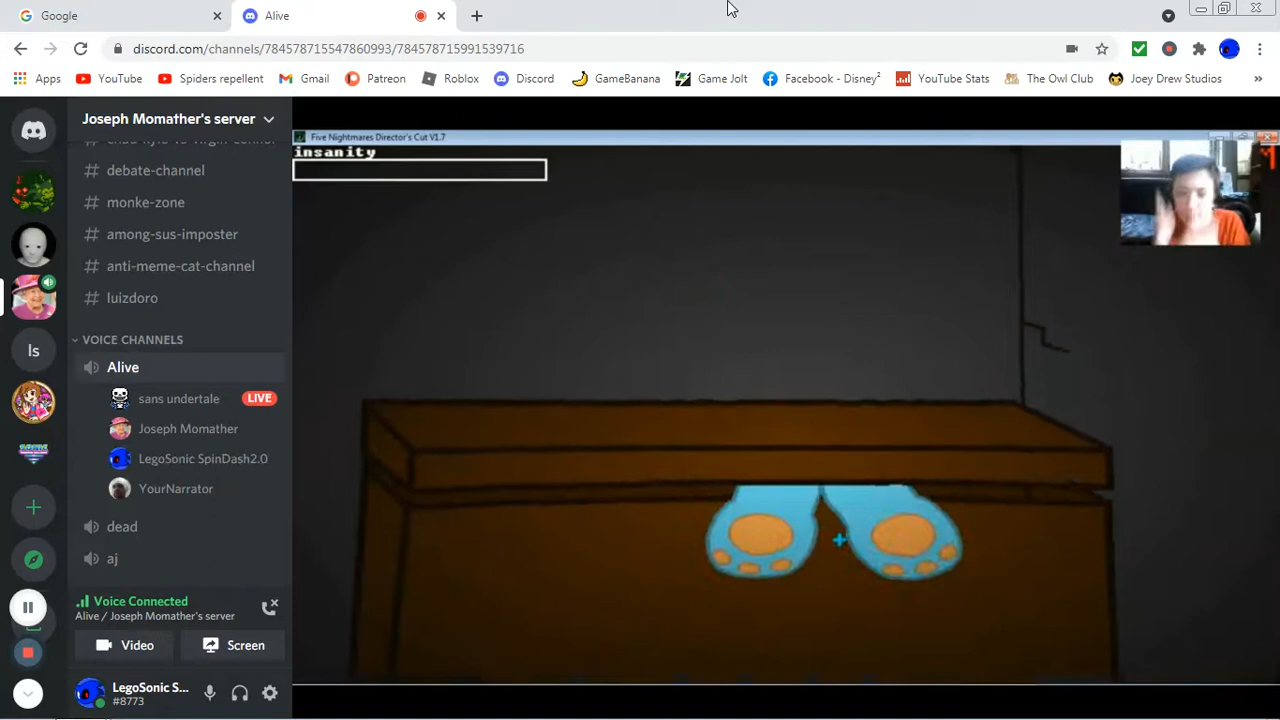 Google
Alive
discord.com/channels/784578715547860993/784578715991539716
Apps
YouTube
Spiders repellent
Gmail
Patreon
Roblox
Discord
GameBanana
Game Jolt
Facebook - Disney²
YouTube Stats
The Owl Club
Joey Drew Studios
»
Joseph Momather's server
# debate-channel
# monke-zone
# among-sus-imposter
# anti-meme-cat-channel
# luizdoro
ls
VOICE CHANNELS
Alive
sans undertale
LIVE
Joseph Momather
LegoSonic SpinDash2.0
YourNarrator
dead
aj
Voice Connected
Alive / Joseph Momather's server
Video
Screen
LegoSonic S...
#8773
Five Nightmares Director's Cut V1.7
insanity